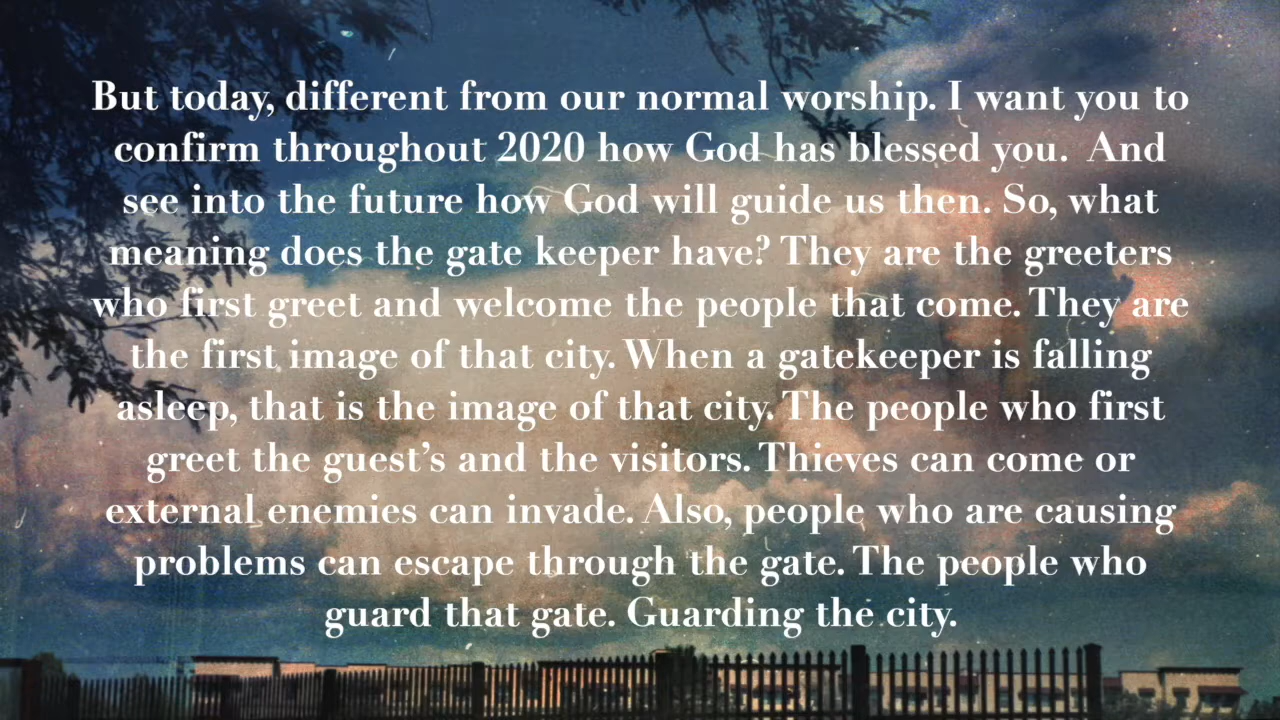 But today, different from our normal worship. I want you to
confirm throughout 2020 how God has blessed you.  And
see into the future how God will guide us then. So, what
meaning does the gate keeper have? They are the greeters
who first greet and welcome the people that come. They are
the first image of that city. When a gatekeeper is falling
asleep, that is the image of that city. The people who first
greet the guest’s and the visitors. Thieves can come or
external enemies can invade. Also, people who are causing
problems can escape through the gate. The people who
guard that gate. Guarding the city.